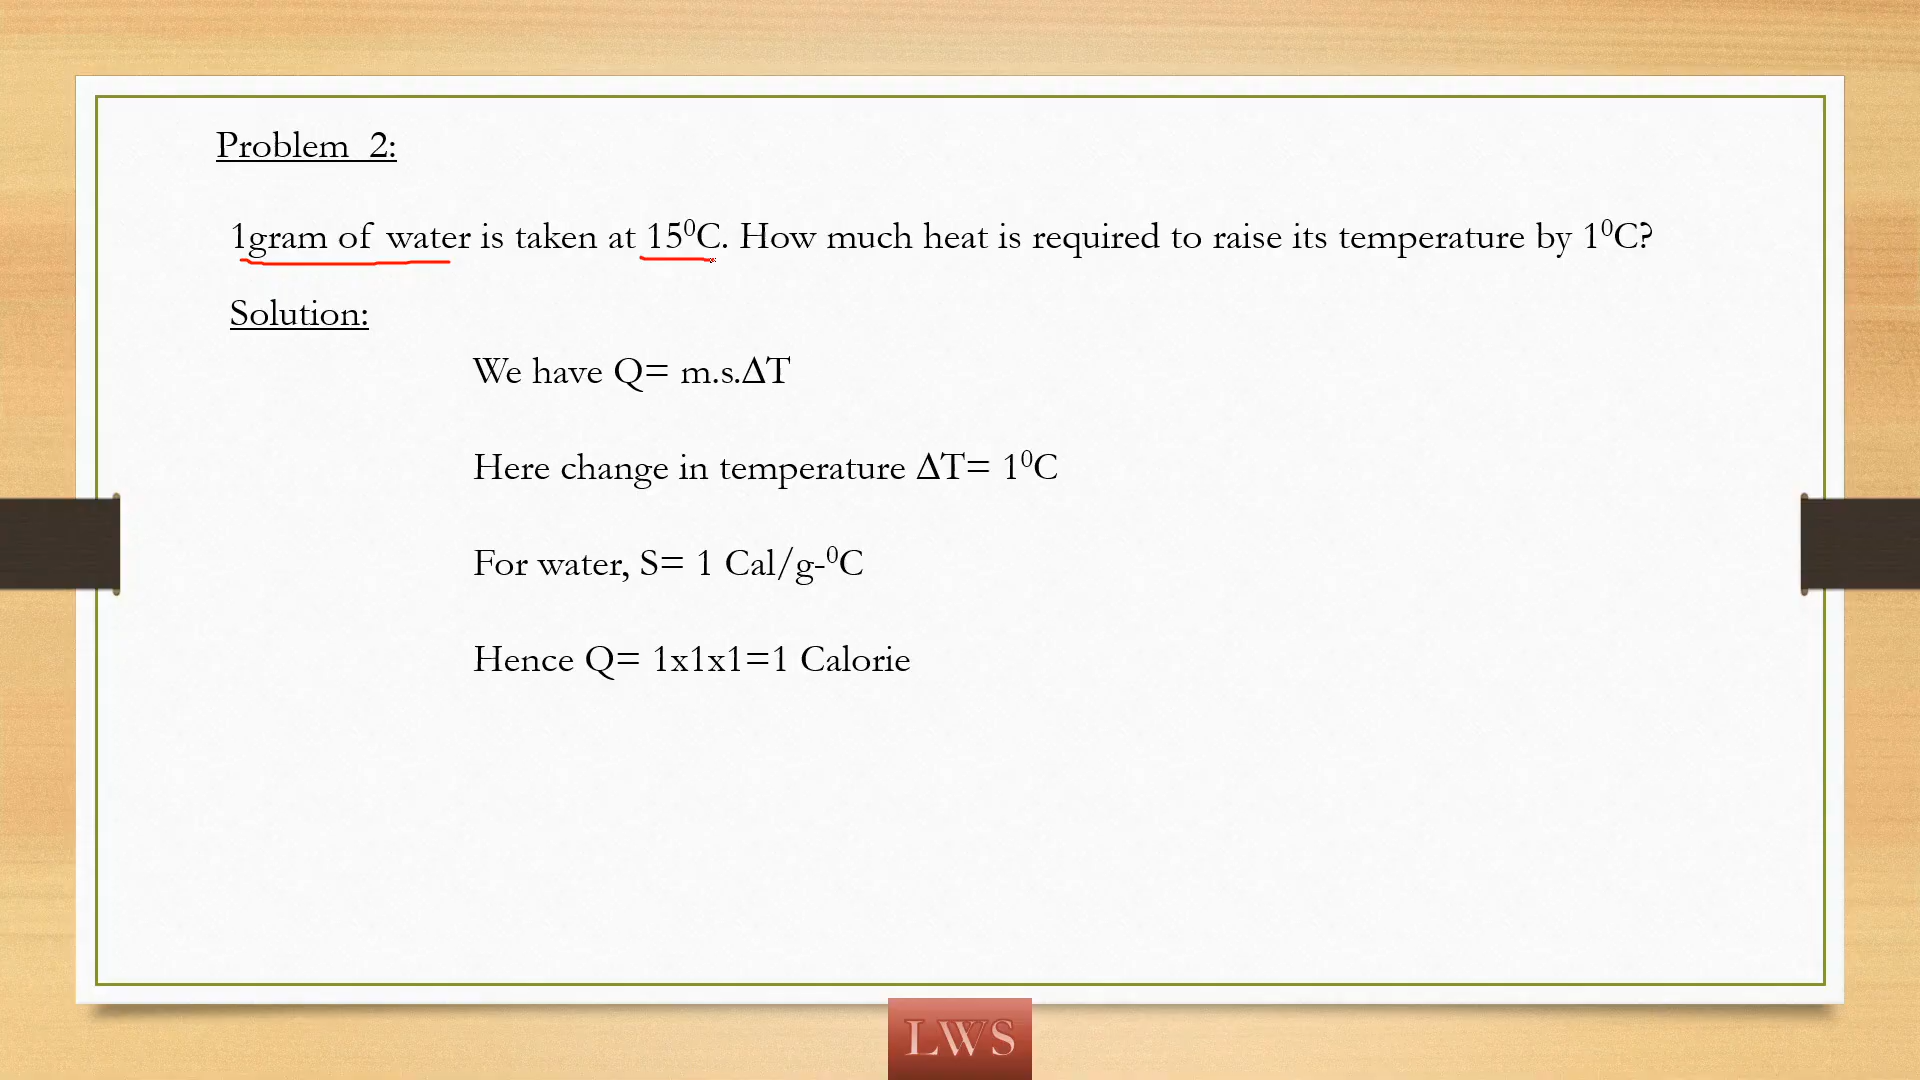 Problem 2:
1gram of water is taken at 15⁰C. How much heat is required to raise its temperature by 1⁰C?
Solution:
We have Q= m.s.ΔT
Here change in temperature ΔT= 1⁰C
For water, S= 1 Cal/g-⁰C
Hence Q= 1x1x1=1 Calorie
LWS